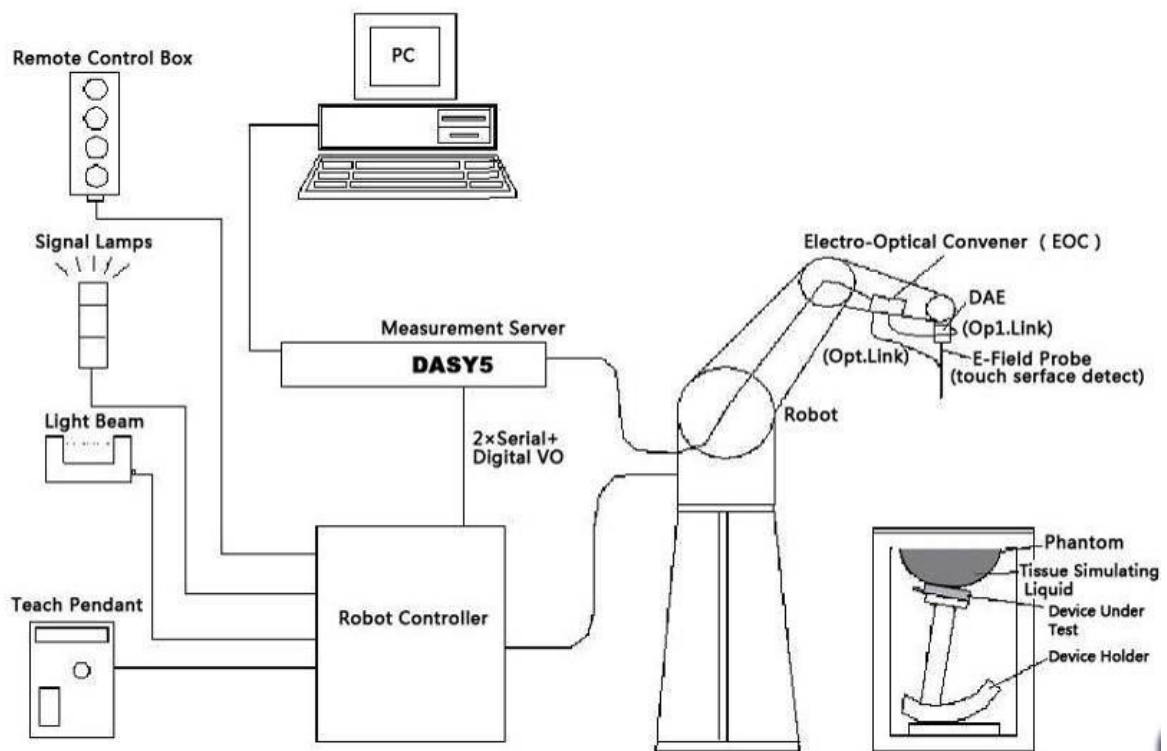 Remote Control Box
PC
Signal Lamps
Electro-Optical Convener ( EOC )
DAE
Measurement Server
(Op1.Link)
DASY5
(Opt.Link)
E-Field Probe
(touch serface detect)
Light Beam
Robot
2×Serial+
Digital VO
Phantom
Tissue Simulating
Liquid
Teach Pendant
Robot Controller
Device Under
Test
Device Holder